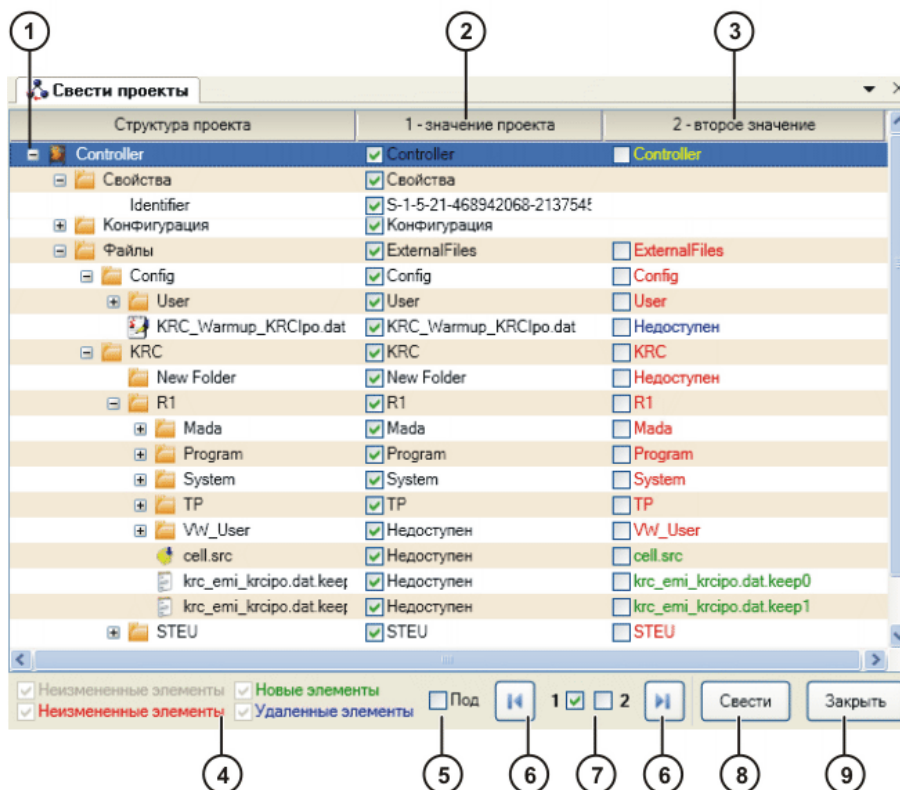 1 2 3
Свести проекты
Структура проекта 1 - значение проекта 2 - второе значение
Controller Controller Controller
Свойства Свойства
Identifier S-1-5-21-468942068-2137545
Конфигурация Конфигурация
Файлы ExternalFiles ExternalFiles
Config Config Config
User User User
KRC_Warmup_KRCIpo.dat KRC_Warmup_KRCIpo.dat Недоступен
KRC KRC KRC
New Folder New Folder Недоступен
R1 R1 R1
Mada Mada Mada
Program Program Program
System System System
TP TP TP
VW_User Недоступен VW_User
cell.src Недоступен cell.src
krc_emi_krcipo.dat.keep Недоступен krc_emi_krcipo.dat.keep0
krc_emi_krcipo.dat.keep Недоступен krc_emi_krcipo.dat.keep1
STEU STEU STEU
Неизмененные элементы Новые элементы
Неизмененные элементы Удаленные элементы Под 1 2 Свести Закрыть
4 5 6 7 6 8 9